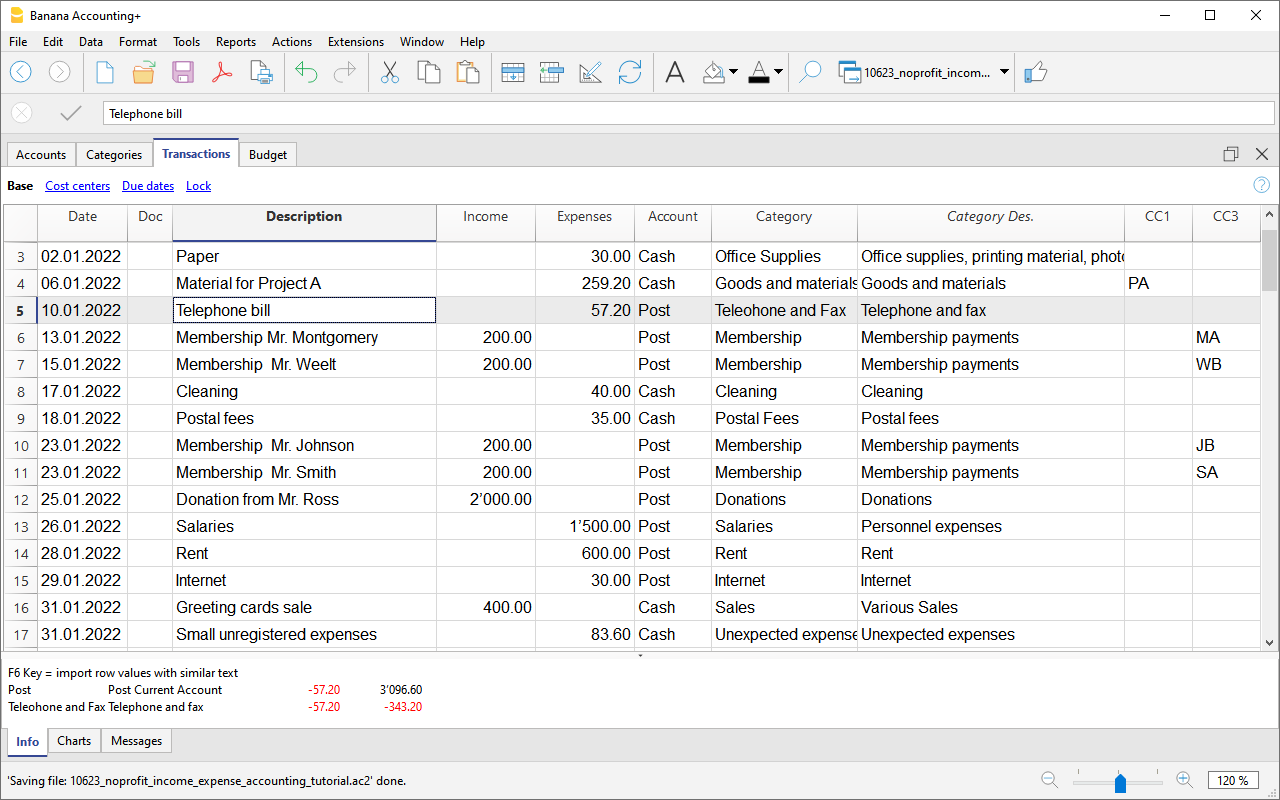 Banana Accounting+
File Edit Data Format Tools Reports Actions Extensions Window Help
10623_noprofit_incom...
Telephone bill
Accounts Categories Transactions Budget
Base Cost centers Due dates Lock
Date Doc Description Income Expenses Account Category Category Des. CC1 CC3
3 02.01.2022 Paper 30.00 Cash Office Supplies Office supplies, printing material, photo
4 06.01.2022 Material for Project A 259.20 Cash Goods and materials Goods and materials PA
5 10.01.2022 Telephone bill 57.20 Post Teleohone and Fax Telephone and fax
6 13.01.2022 Membership Mr. Montgomery 200.00 Post Membership Membership payments MA
7 15.01.2022 Membership Mr. Weelt 200.00 Post Membership Membership payments WB
8 17.01.2022 Cleaning 40.00 Cash Cleaning Cleaning
9 18.01.2022 Postal fees 35.00 Cash Postal Fees Postal fees
10 23.01.2022 Membership Mr. Johnson 200.00 Post Membership Membership payments JB
11 23.01.2022 Membership Mr. Smith 200.00 Post Membership Membership payments SA
12 25.01.2022 Donation from Mr. Ross 2’000.00 Post Donations Donations
13 26.01.2022 Salaries 1’500.00 Post Salaries Personnel expenses
14 28.01.2022 Rent 600.00 Post Rent Rent
15 29.01.2022 Internet 30.00 Post Internet Internet
16 31.01.2022 Greeting cards sale 400.00 Cash Sales Various Sales
17 31.01.2022 Small unregistered expenses 83.60 Cash Unexpected expense Unexpected expenses
F6 Key = import row values with similar text
Post Post Current Account -57.20 3’096.60
Teleohone and Fax Telephone and fax -57.20 -343.20
Info Charts Messages
'Saving file: 10623_noprofit_income_expense_accounting_tutorial.ac2' done.
120 %